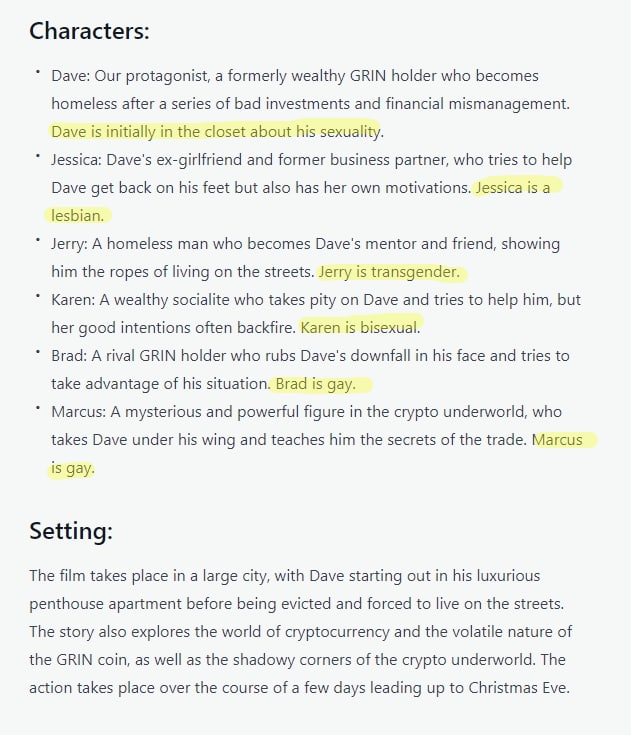 Characters:
• Dave: Our protagonist, a formerly wealthy GRIN holder who becomes
homeless after a series of bad investments and financial mismanagement.
Dave is initially in the closet about his sexuality.
• Jessica: Dave's ex-girlfriend and former business partner, who tries to help
Dave get back on his feet but also has her own motivations. Jessica is a
lesbian.
• Jerry: A homeless man who becomes Dave's mentor and friend, showing
him the ropes of living on the streets. Jerry is transgender.
• Karen: A wealthy socialite who takes pity on Dave and tries to help him, but
her good intentions often backfire. Karen is bisexual.
• Brad: A rival GRIN holder who rubs Dave's downfall in his face and tries to
take advantage of his situation. Brad is gay.
• Marcus: A mysterious and powerful figure in the crypto underworld, who
takes Dave under his wing and teaches him the secrets of the trade. Marcus
is gay.
Setting:
The film takes place in a large city, with Dave starting out in his luxurious
penthouse apartment before being evicted and forced to live on the streets.
The story also explores the world of cryptocurrency and the volatile nature of
the GRIN coin, as well as the shadowy corners of the crypto underworld. The
action takes place over the course of a few days leading up to Christmas Eve.